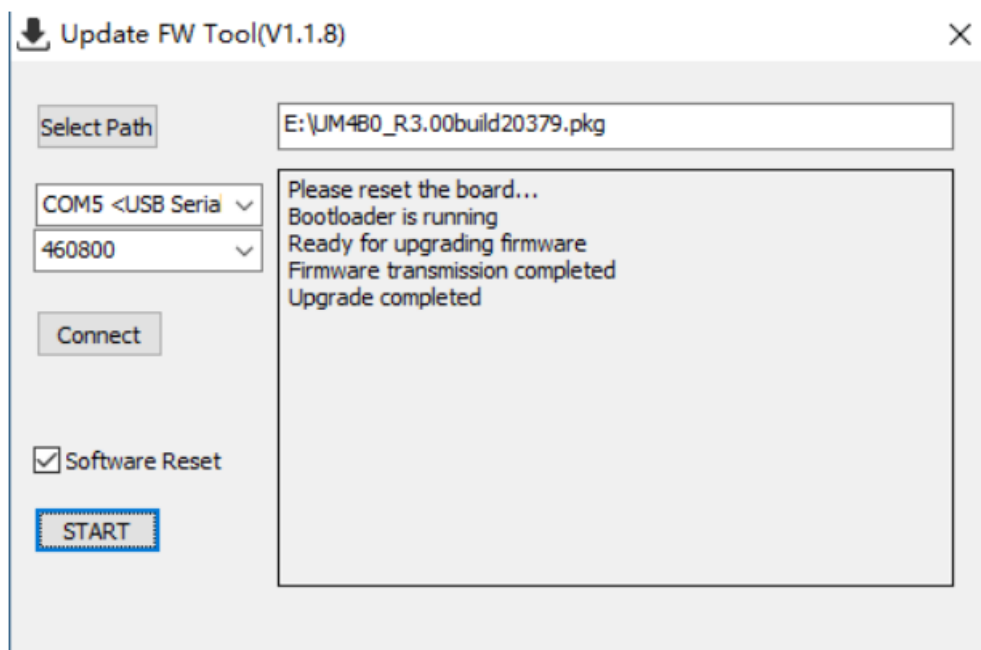 Update FW Tool(V1.1.8)
Select Path
E:\UM4B0_R3.00build20379.pkg
COM5 <USB Serial
460800
Connect
Software Reset
START
Please reset the board...
Bootloader is running
Ready for upgrading firmware
Firmware transmission completed
Upgrade completed